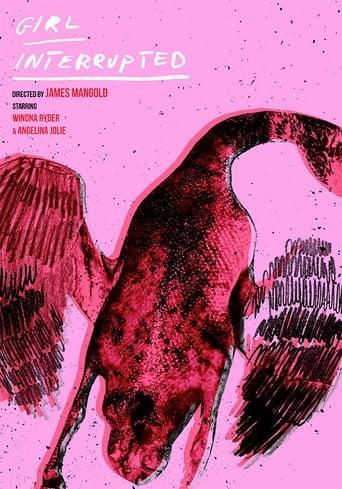 GIRL
INTERRUPTED
DIRECTED BY JAMES MANGOLD
STARRING
WINONA RYDER
& ANGELINA JOLIE